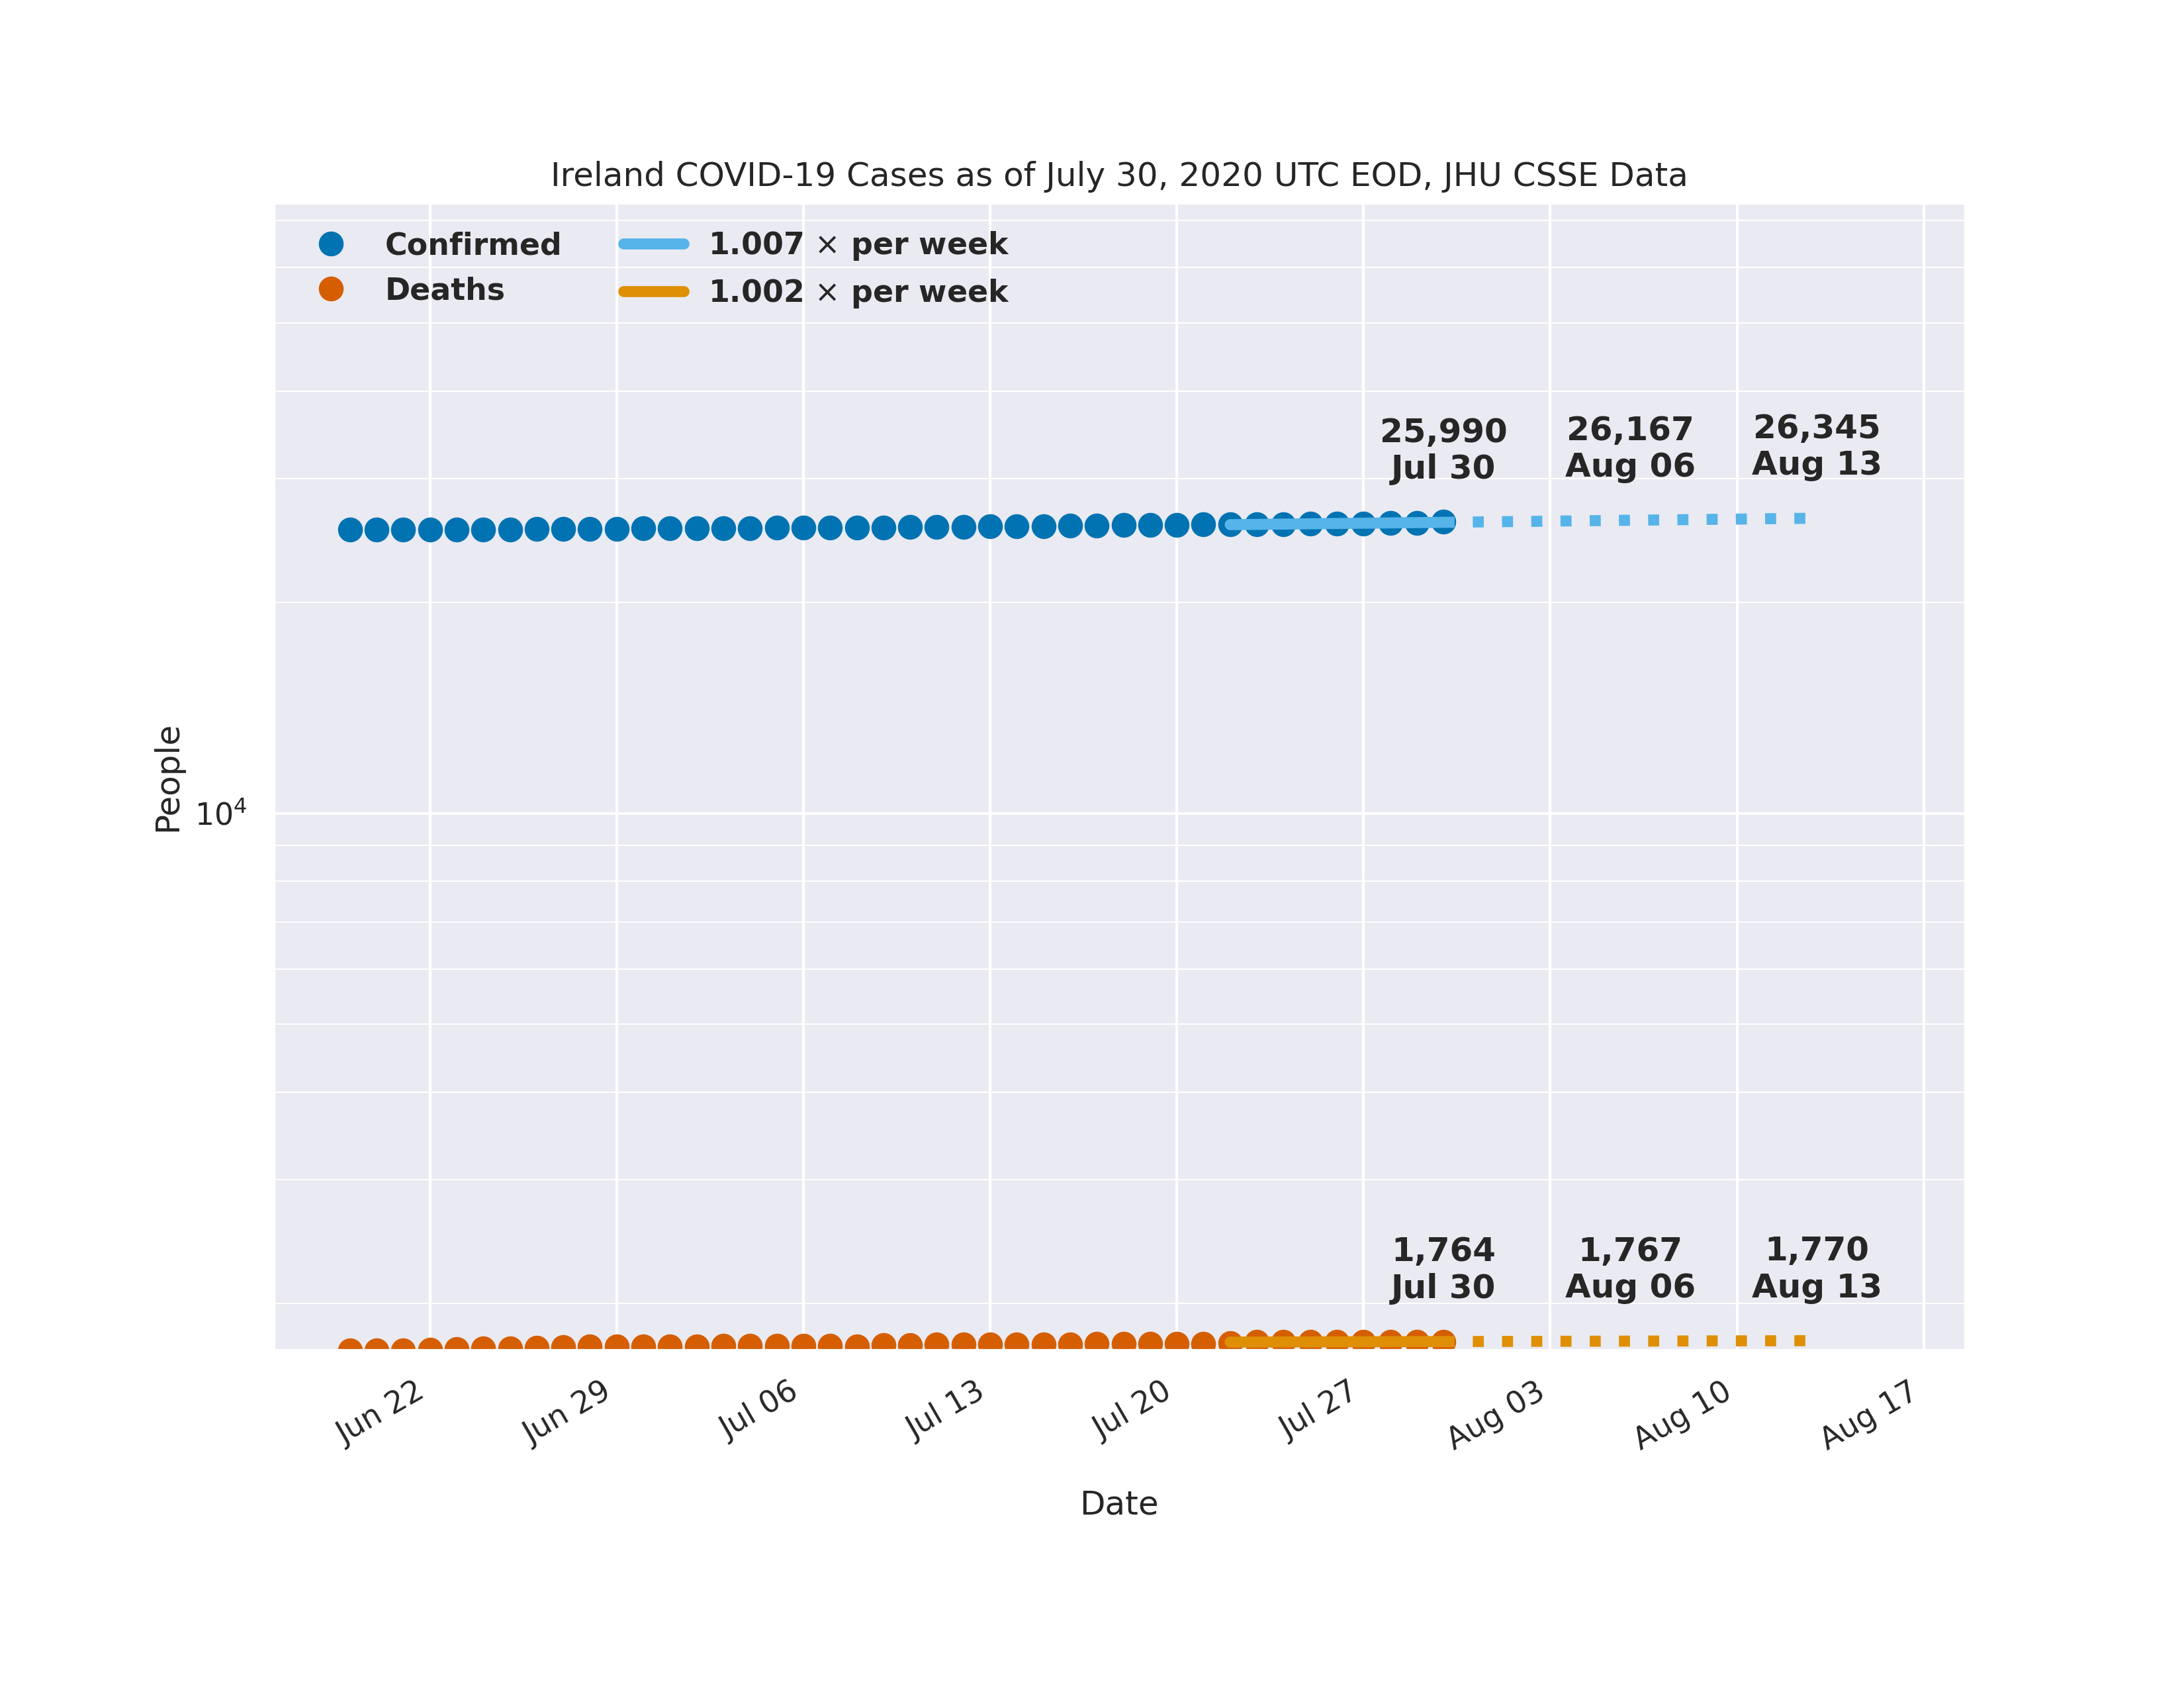 Ireland COVID-19 Cases as of July 30, 2020 UTC EOD, JHU CSSE Data
Confirmed
Deaths
1.007 × per week
1.002 × per week
25,990
Jul 30
26,167
Aug 06
26,345
Aug 13
People
10⁴
1,764
Jul 30
1,767
Aug 06
1,770
Aug 13
Jun 22
Jun 29
Jul 06
Jul 13
Jul 20
Jul 27
Aug 03
Aug 10
Aug 17
Date